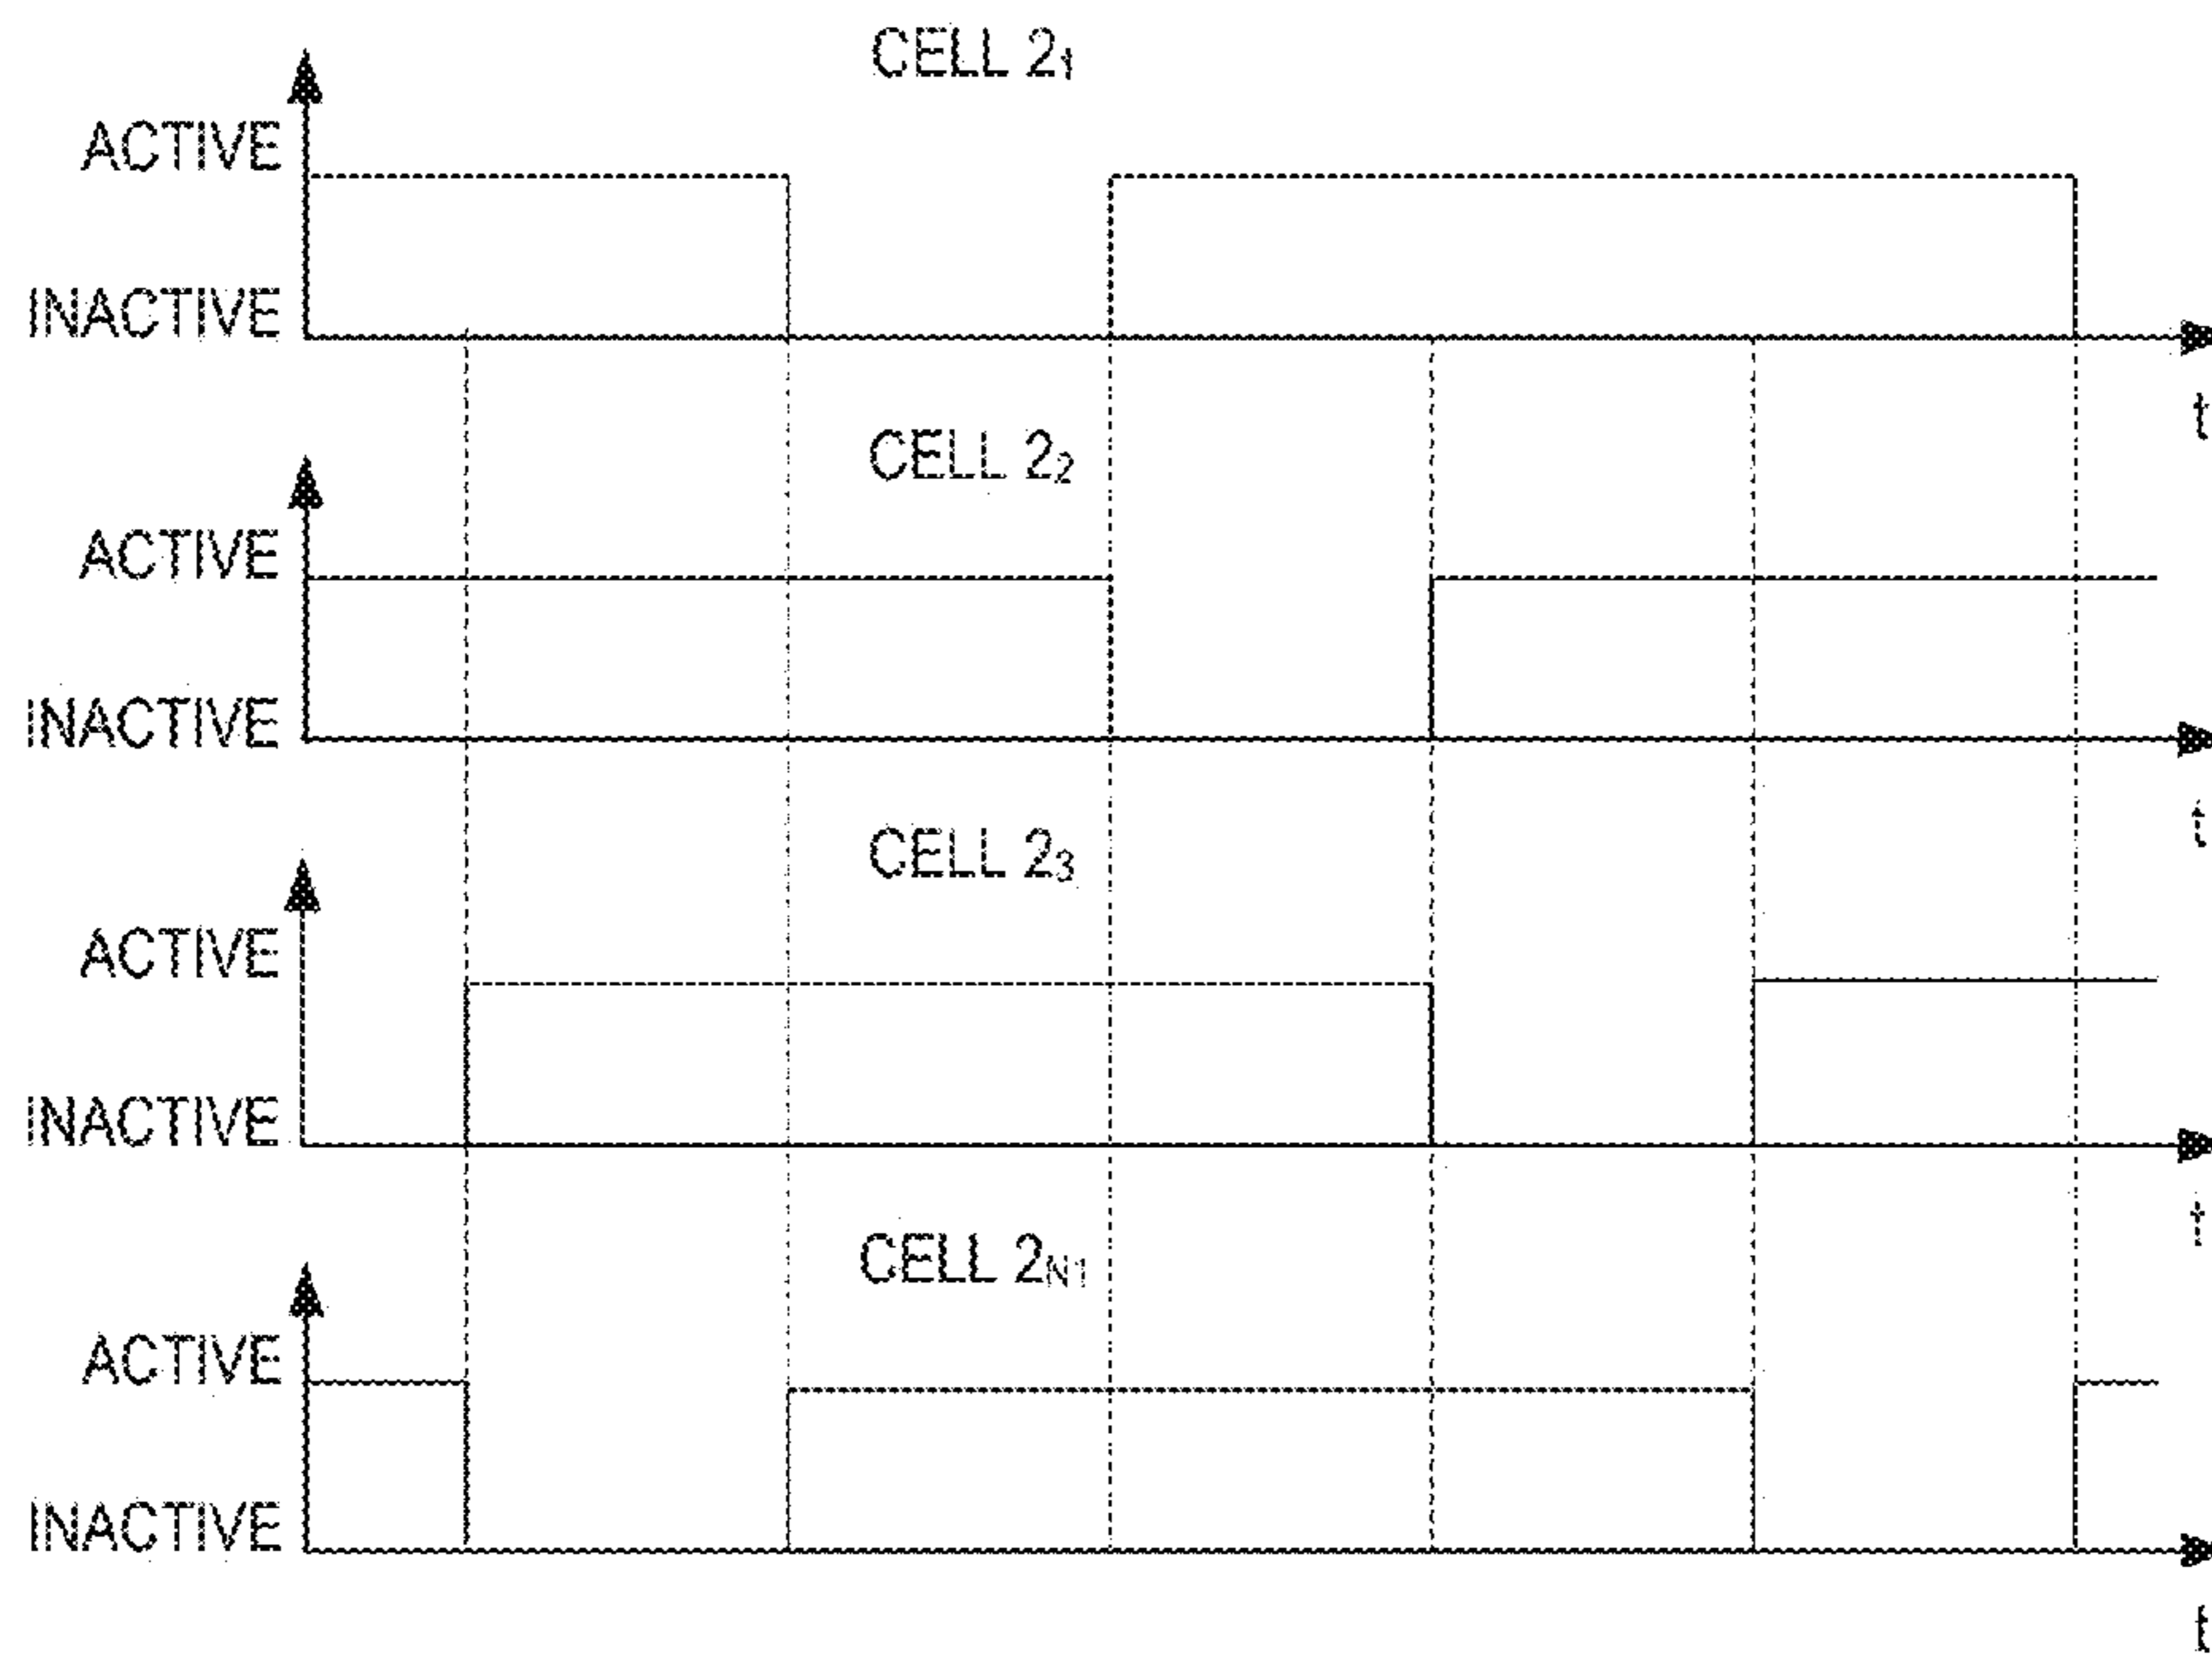 CELL 2₁
ACTIVE
INACTIVE
t
CELL 2₂
ACTIVE
INACTIVE
t
CELL 2₃
ACTIVE
INACTIVE
t
CELL 2N1
ACTIVE
INACTIVE
t